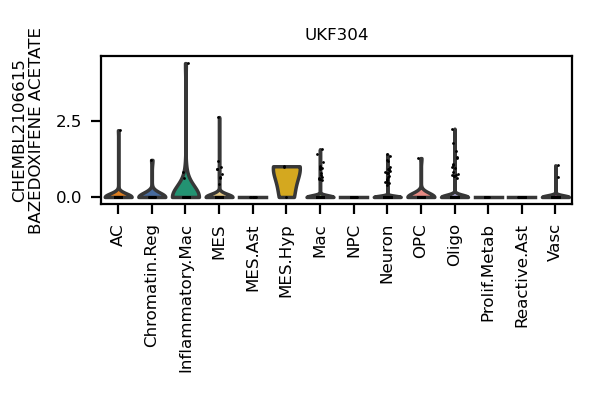 UKF304
CHEMBL2106615
BAZEDOXIFENE ACETATE
2.5
0.0
AC
Chromatin.Reg
Inflammatory.Mac
MES
MES.Ast
MES.Hyp
Mac
NPC
Neuron
OPC
Oligo
Prolif.Metab
Reactive.Ast
Vasc